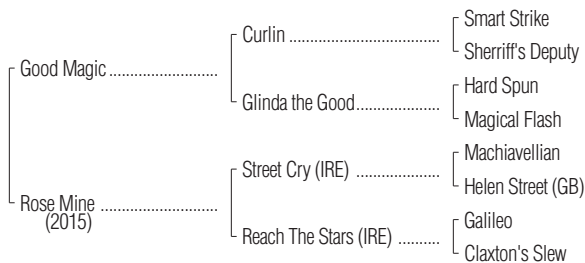 Smart Strike
Curlin
Sherriff's Deputy
Good Magic
Hard Spun
Glinda the Good
Magical Flash
Machiavellian
Street Cry (IRE)
Helen Street (GB)
Rose Mine
(2015)
Galileo
Reach The Stars (IRE)
Claxton's Slew